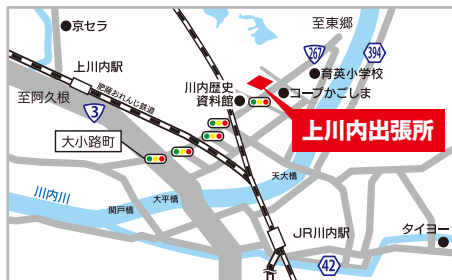 至東郷
京セラ
267
394
上川内駅
育英小学校
肥薩おれんじ鉄道
川内歴史
資料館
コープかごしま
至阿久根
3
上川内出張所
大小路町
天大橋
川内川
大平橋
開戸橋
タイヨー
JR川内駅
42